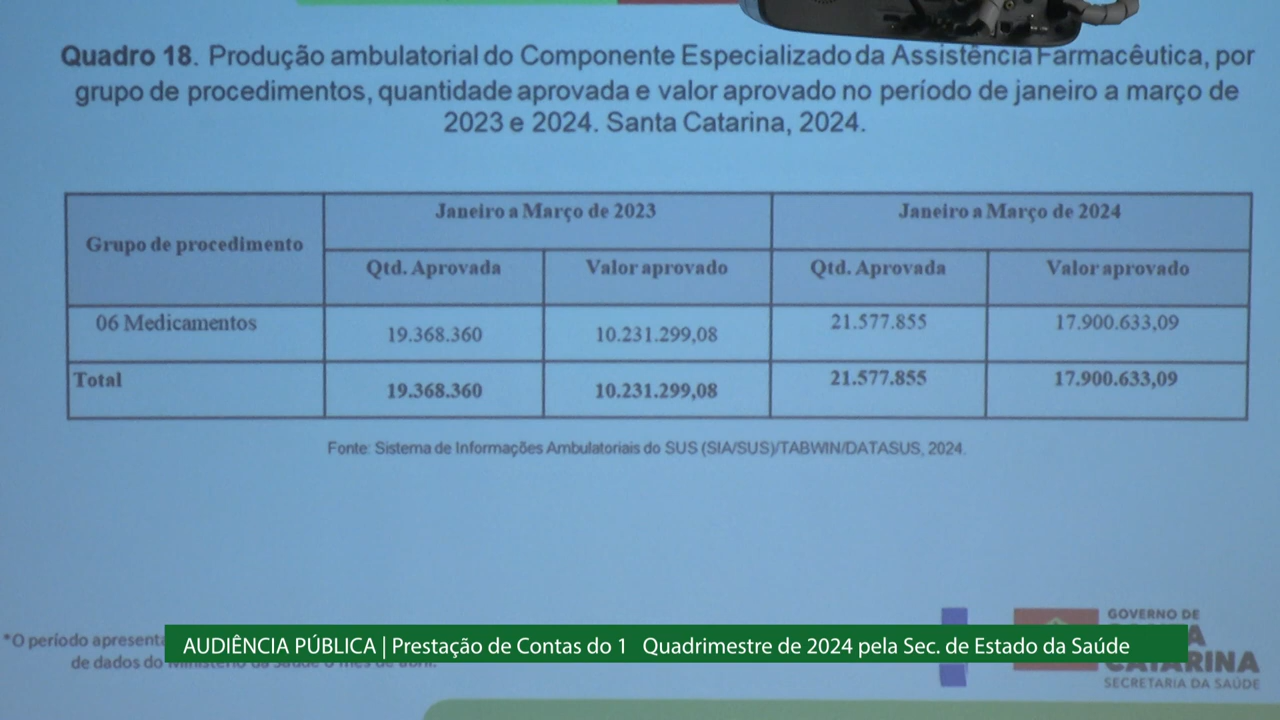 Quadro 18. Produção ambulatorial do Componente Especializado da Assistência Farmacêutica, por
grupo de procedimentos, quantidade aprovada e valor aprovado no período de janeiro a março de
2023 e 2024. Santa Catarina, 2024.
Grupo de procedimento
Janeiro a Março de 2023
Janeiro a Março de 2024
Qtd. Aprovada
Valor aprovado
Qtd. Aprovada
Valor aprovado
06 Medicamentos
19.368.360
10.231.299,08
21.577.855
17.900.633,09
Total
19.368.360
10.231.299,08
21.577.855
17.900.633,09
Fonte: Sistema de Informações Ambulatoriais do SUS (SIA/SUS)/TABWIN/DATASUS, 2024.
*O período
de dados do
AUDIÊNCIA PÚBLICA | Prestação de Contas do 1 Quadrimestre de 2024 pela Sec. de Estado da Saúde
GOVERNO DE
CATARINA
SECRETARIA DA SAÚDE